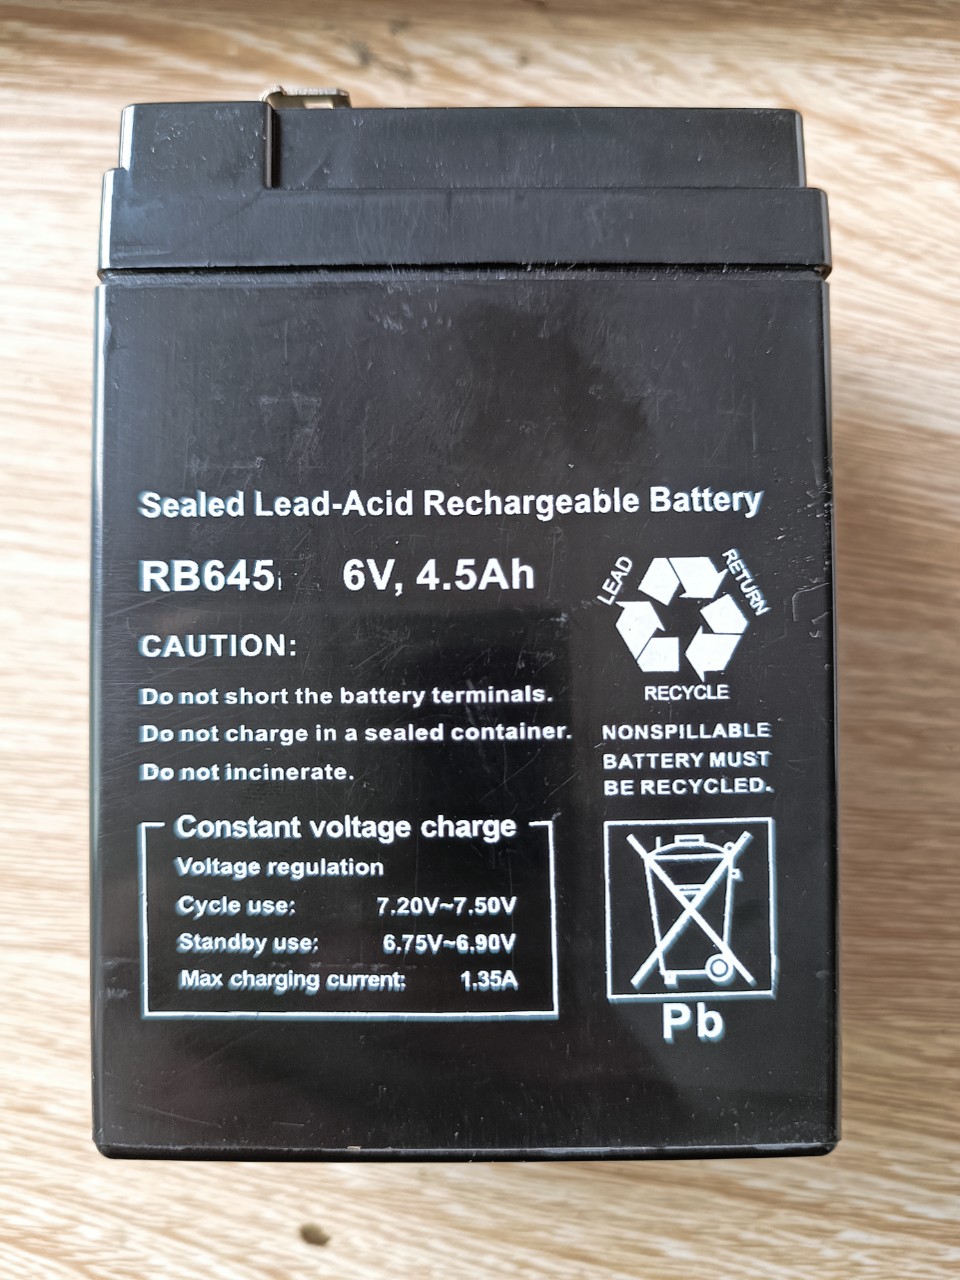 Sealed Lead-Acid Rechargeable Battery
RB645 6V, 4.5Ah
CAUTION:
Do not short the battery terminals.
Do not charge in a sealed container.
Do not incinerate.
Constant voltage charge
Voltage regulation
Cycle use: 7.20V~7.50V
Standby use: 6.75V~6.90V
Max charging current: 1.35A
LEAD
RETURN
RECYCLE
NONSPILLABLE
BATTERY MUST
BE RECYCLED.
Pb